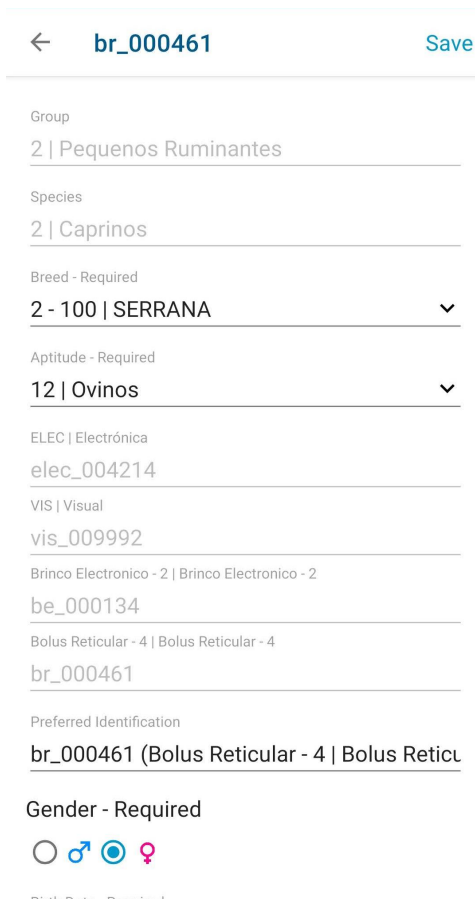 br_000461
Save
Group
2 | Pequenos Ruminantes
Species
2 | Caprinos
Breed - Required
2 - 100 | SERRANA
Aptitude - Required
12 | Ovinos
ELEC | Electrónica
elec_004214
VIS | Visual
vis_009992
Brinco Electronico - 2 | Brinco Electronico - 2
be_000134
Bolus Reticular - 4 | Bolus Reticular - 4
br_000461
Preferred Identification
br_000461 (Bolus Reticular - 4 | Bolus Reticu
Gender - Required